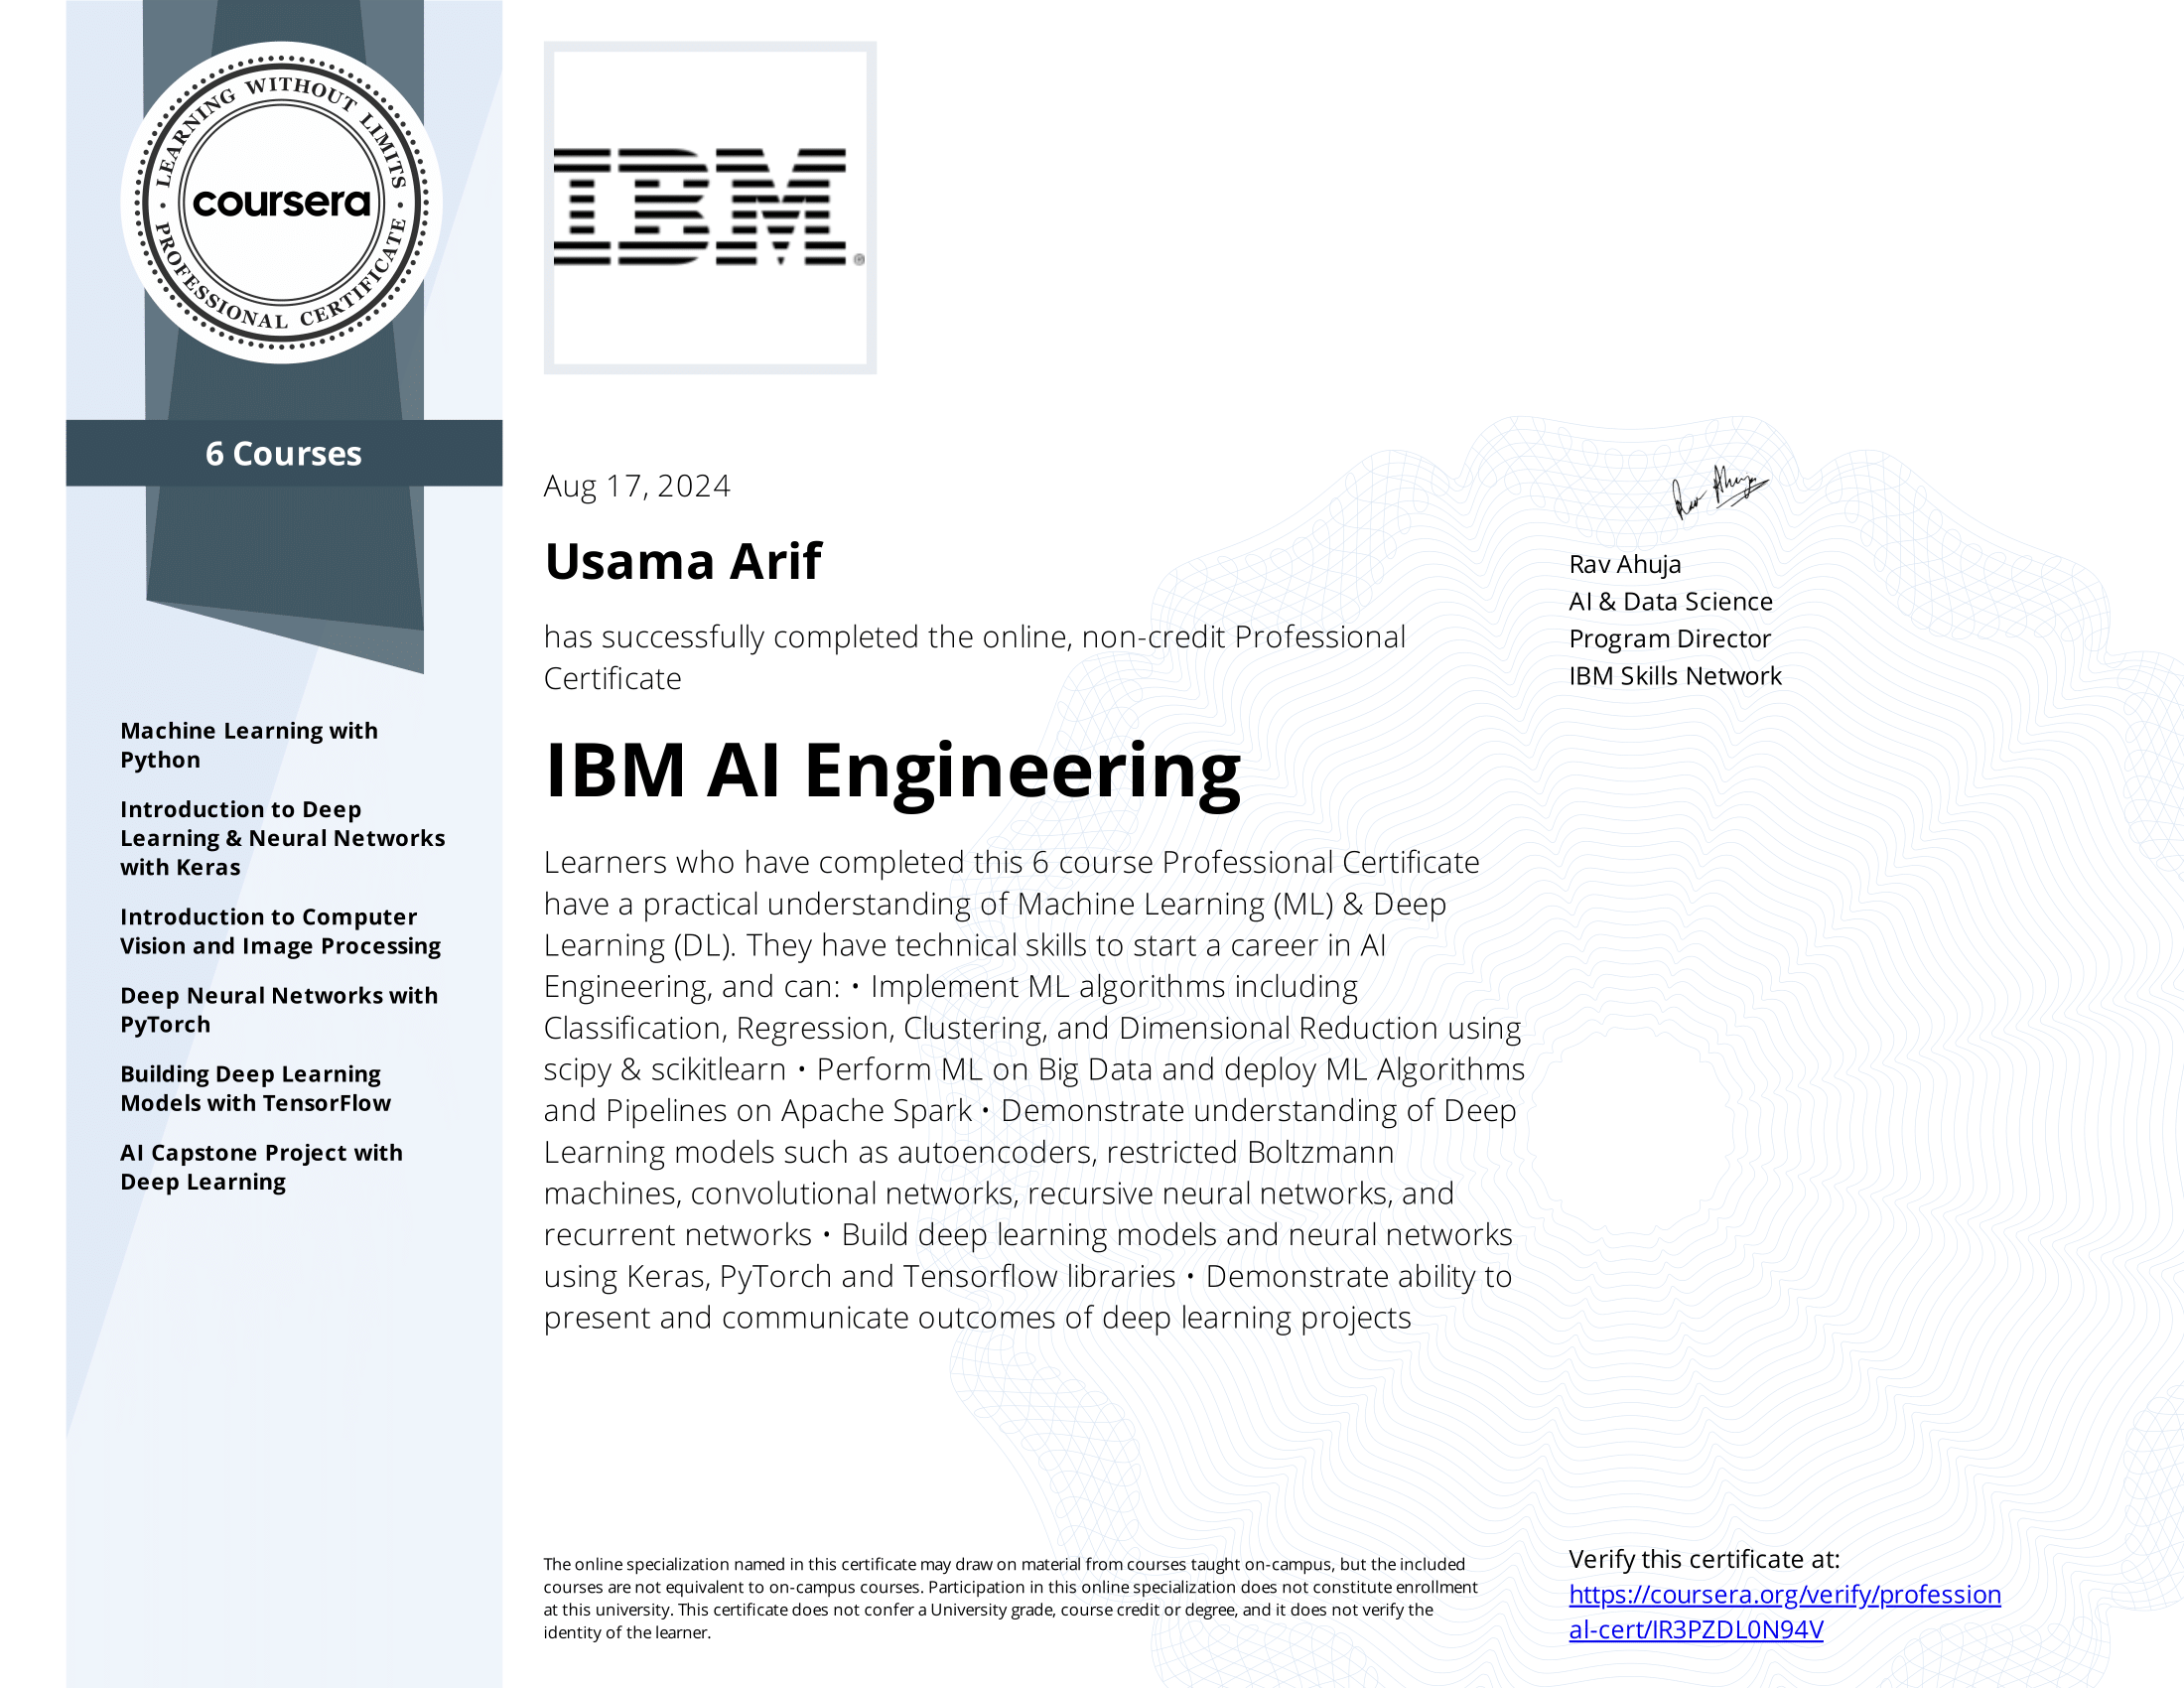 LEARNING WITHOUT LIMITS
coursera
PROFESSIONAL CERTIFICATE
6 Courses
Machine Learning with
Python
Introduction to Deep
Learning & Neural Networks
with Keras
Introduction to Computer
Vision and Image Processing
Deep Neural Networks with
PyTorch
Building Deep Learning
Models with TensorFlow
AI Capstone Project with
Deep Learning
IBM®
Aug 17, 2024
Usama Arif
has successfully completed the online, non-credit Professional
Certificate
IBM AI Engineering
Learners who have completed this 6 course Professional Certificate
have a practical understanding of Machine Learning (ML) & Deep
Learning (DL). They have technical skills to start a career in AI
Engineering, and can: • Implement ML algorithms including
Classification, Regression, Clustering, and Dimensional Reduction using
scipy & scikitlearn • Perform ML on Big Data and deploy ML Algorithms
and Pipelines on Apache Spark • Demonstrate understanding of Deep
Learning models such as autoencoders, restricted Boltzmann
machines, convolutional networks, recursive neural networks, and
recurrent networks • Build deep learning models and neural networks
using Keras, PyTorch and Tensorflow libraries • Demonstrate ability to
present and communicate outcomes of deep learning projects
Rav Ahuja
Rav Ahuja
AI & Data Science
Program Director
IBM Skills Network
The online specialization named in this certificate may draw on material from courses taught on-campus, but the included
courses are not equivalent to on-campus courses. Participation in this online specialization does not constitute enrollment
at this university. This certificate does not confer a University grade, course credit or degree, and it does not verify the
identity of the learner.
Verify this certificate at:
https://coursera.org/verify/profession
al-cert/IR3PZDL0N94V